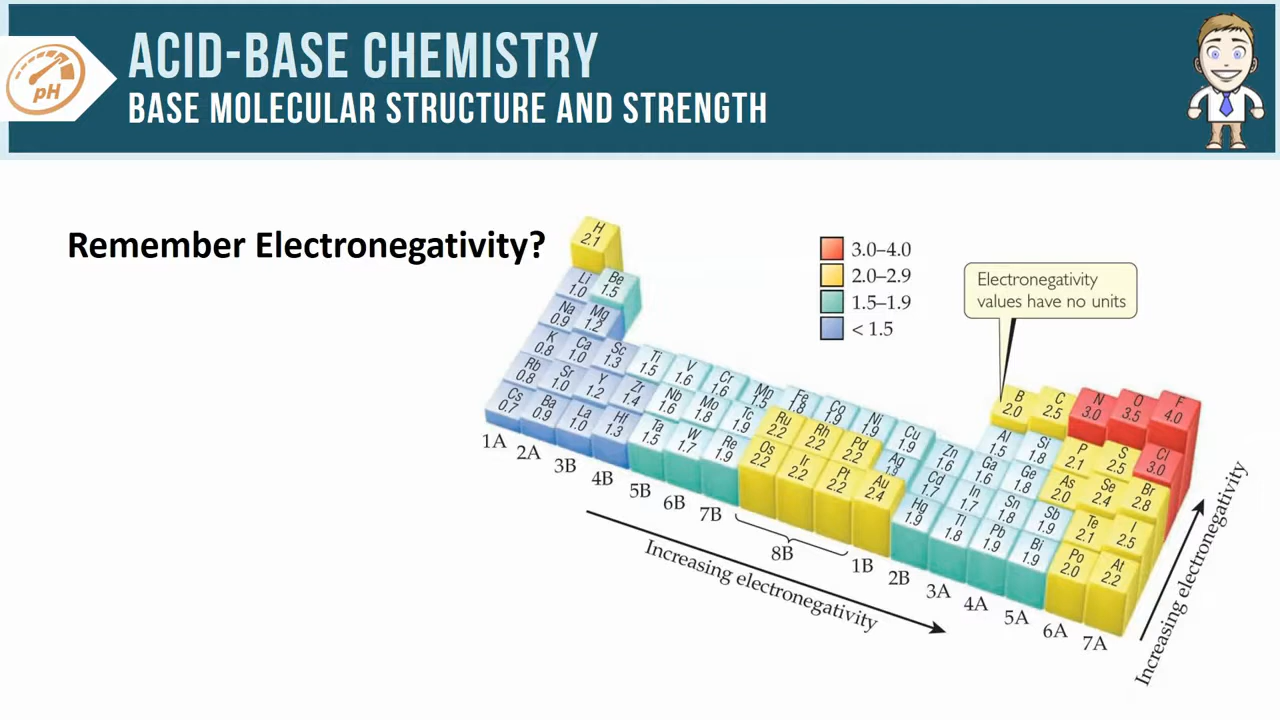 ACID-BASE CHEMISTRY
BASE MOLECULAR STRUCTURE AND STRENGTH
pH
Remember Electronegativity?
3.0–4.0
2.0–2.9
1.5–1.9
< 1.5
Electronegativity
values have no units
H 2.1
Li 1.0 Be 1.5
Na 0.9 Mg 1.2
K 0.8 Ca 1.0 Sc 1.3 Ti 1.5 V 1.6 Cr 1.6 Mn 1.5 Fe 1.8 Co 1.9 Ni 1.9 Cu 1.9 Zn 1.6 Ga 1.6 Ge 1.8 As 2.0 Se 2.4 Br 2.8
Rb 0.8 Sr 1.0 Y 1.2 Zr 1.4 Nb 1.6 Mo 1.8 Tc 1.9 Ru 2.2 Rh 2.2 Pd 2.2 Ag 1.9 Cd 1.7 In 1.7 Sn 1.8 Sb 1.9 Te 2.1 I 2.5
Cs 0.7 Ba 0.9 La 1.0 Hf 1.3 Ta 1.5 W 1.7 Re 1.9 Os 2.2 Ir 2.2 Pt 2.2 Au 2.4 Hg 1.9 Tl 1.8 Pb 1.9 Bi 1.9 Po 2.0 At 2.2
B 2.0 C 2.5 N 3.0 O 3.5 F 4.0
Al 1.5 Si 1.8 P 2.1 S 2.5 Cl 3.0
1A 2A 3B 4B 5B 6B 7B 8B 1B 2B 3A 4A 5A 6A 7A
Increasing electronegativity
Increasing electronegativity